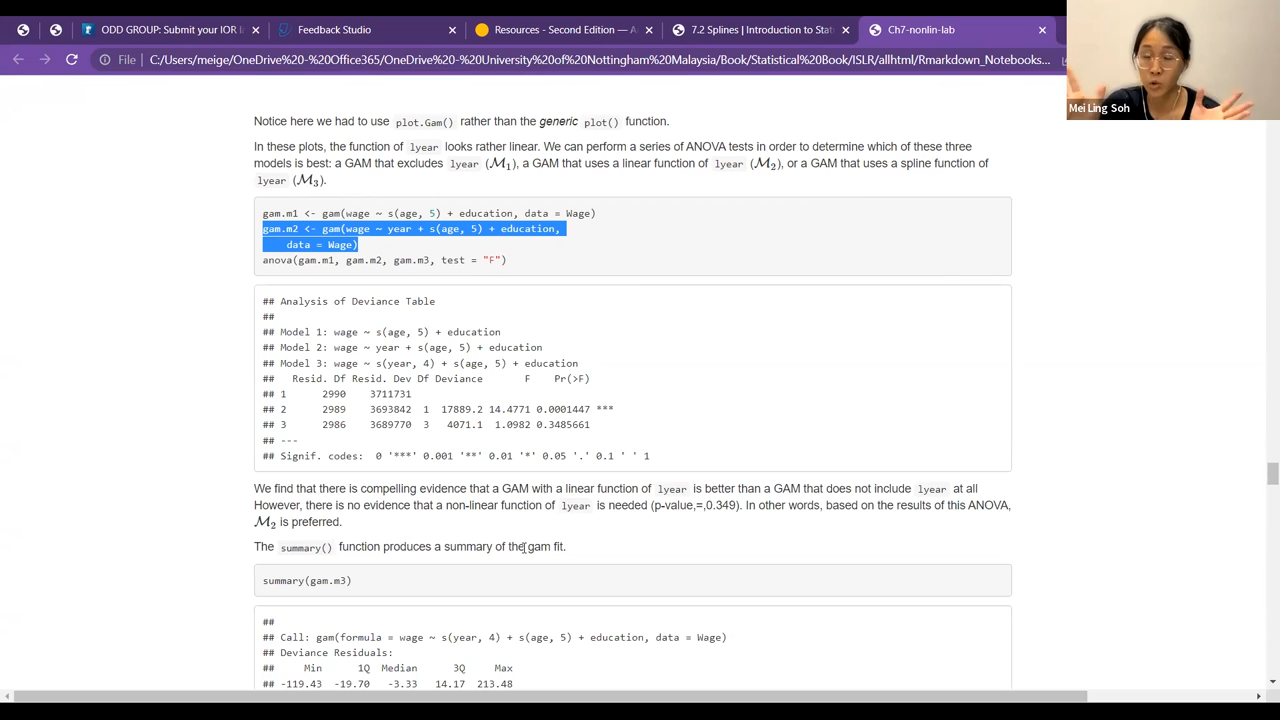 ODD GROUP: Submit your IOR I
Feedback Studio
Resources - Second Edition — A
7.2 Splines | Introduction to Stat
Ch7-nonlin-lab
File
C:/Users/meige/OneDrive%20-%20Office365/OneDrive%20-%20University%20of%20Nottingham%20Malaysia/Book/Statistical%20Book/ISLR/allhtml/Rmarkdown_Notebooks...
Mei Ling Soh
Notice here we had to use plot.Gam() rather than the generic plot() function.
In these plots, the function of lyear looks rather linear. We can perform a series of ANOVA tests in order to determine which of these three
models is best: a GAM that excludes lyear (M1), a GAM that uses a linear function of lyear (M2), or a GAM that uses a spline function of
lyear (M3).
gam.m1 <- gam(wage ~ s(age, 5) + education, data = Wage)
gam.m2 <- gam(wage ~ year + s(age, 5) + education,
data = Wage)
anova(gam.m1, gam.m2, gam.m3, test = "F")
## Analysis of Deviance Table
##
## Model 1: wage ~ s(age, 5) + education
## Model 2: wage ~ year + s(age, 5) + education
## Model 3: wage ~ s(year, 4) + s(age, 5) + education
##   Resid. Df Resid. Dev Df Deviance       F    Pr(>F)
## 1      2990    3711731
## 2      2989    3693842  1  17889.2 14.4771 0.0001447 ***
## 3      2986    3689770  3   4071.1  1.0982 0.3485661
## ---
## Signif. codes:  0 '***' 0.001 '**' 0.01 '*' 0.05 '.' 0.1 ' ' 1
We find that there is compelling evidence that a GAM with a linear function of lyear is better than a GAM that does not include lyear at all
However, there is no evidence that a non-linear function of lyear is needed (p-value,=,0.349). In other words, based on the results of this ANOVA,
M2 is preferred.
The summary() function produces a summary of the gam fit.
summary(gam.m3)
##
## Call: gam(formula = wage ~ s(year, 4) + s(age, 5) + education, data = Wage)
## Deviance Residuals:
##     Min      1Q  Median      3Q     Max
## -119.43  -19.70   -3.33   14.17  213.48